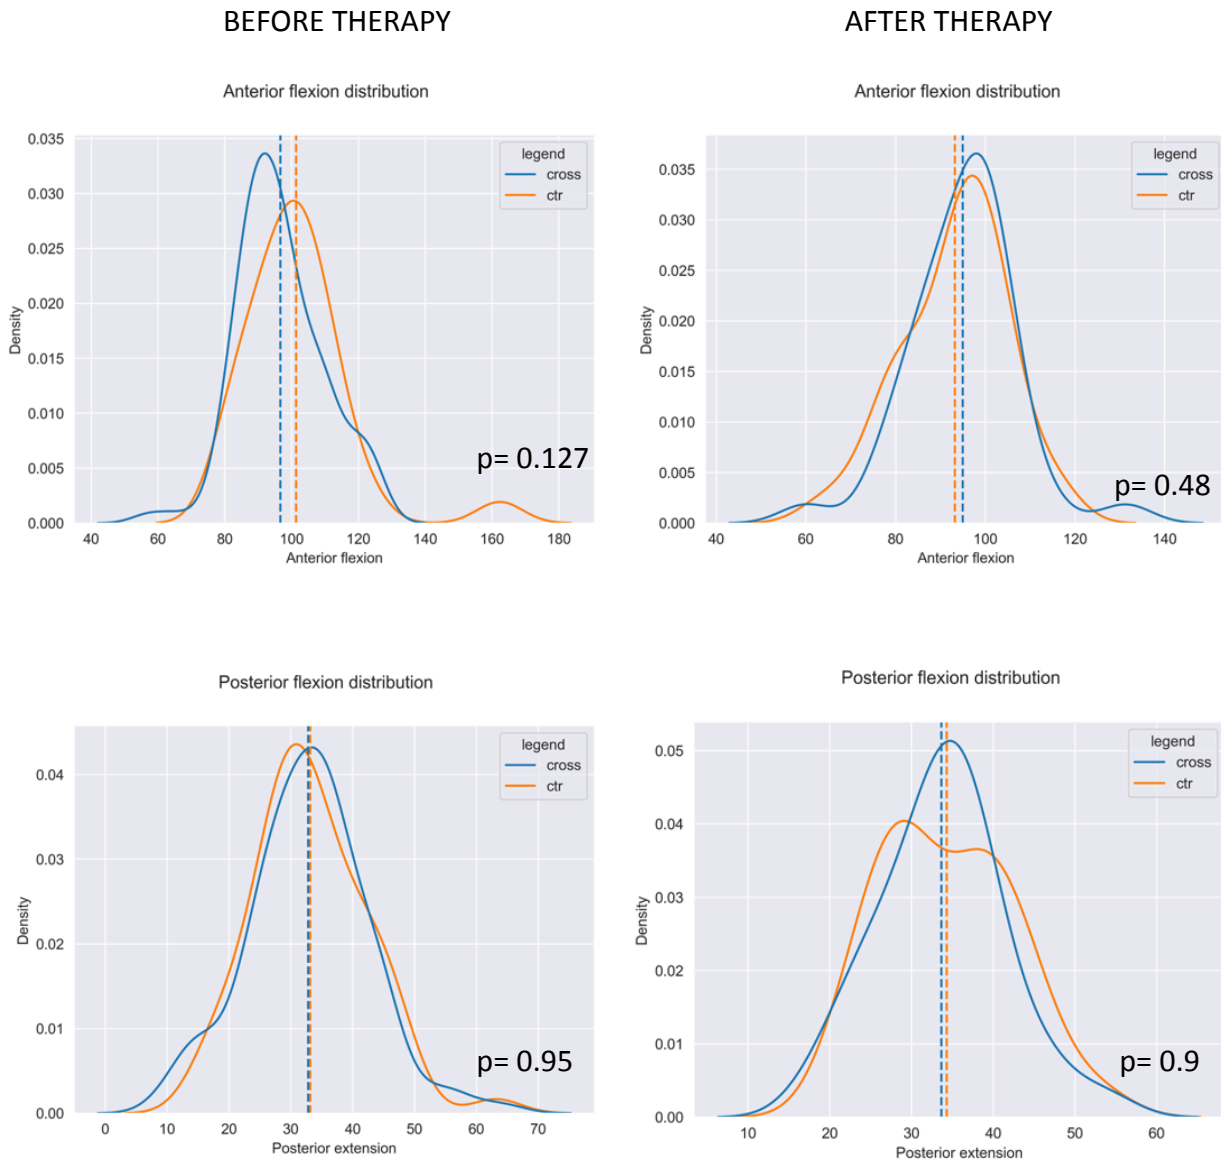 BEFORE THERAPY
AFTER THERAPY
Anterior flexion distribution
0.035
0.030
0.025
0.020
0.015
0.010
0.005
0.000
Density
legend
cross
ctr
p= 0.127
40 60 80 100 120 140 160 180
Anterior flexion
Anterior flexion distribution
0.035
0.030
0.025
0.020
0.015
0.010
0.005
0.000
Density
legend
cross
ctr
p= 0.48
40 60 80 100 120 140
Anterior flexion
Posterior flexion distribution
0.04
0.03
0.02
0.01
0.00
Density
legend
cross
ctr
p= 0.95
0 10 20 30 40 50 60 70
Posterior extension
Posterior flexion distribution
0.05
0.04
0.03
0.02
0.01
0.00
Density
legend
cross
ctr
p= 0.9
10 20 30 40 50 60
Posterior extension